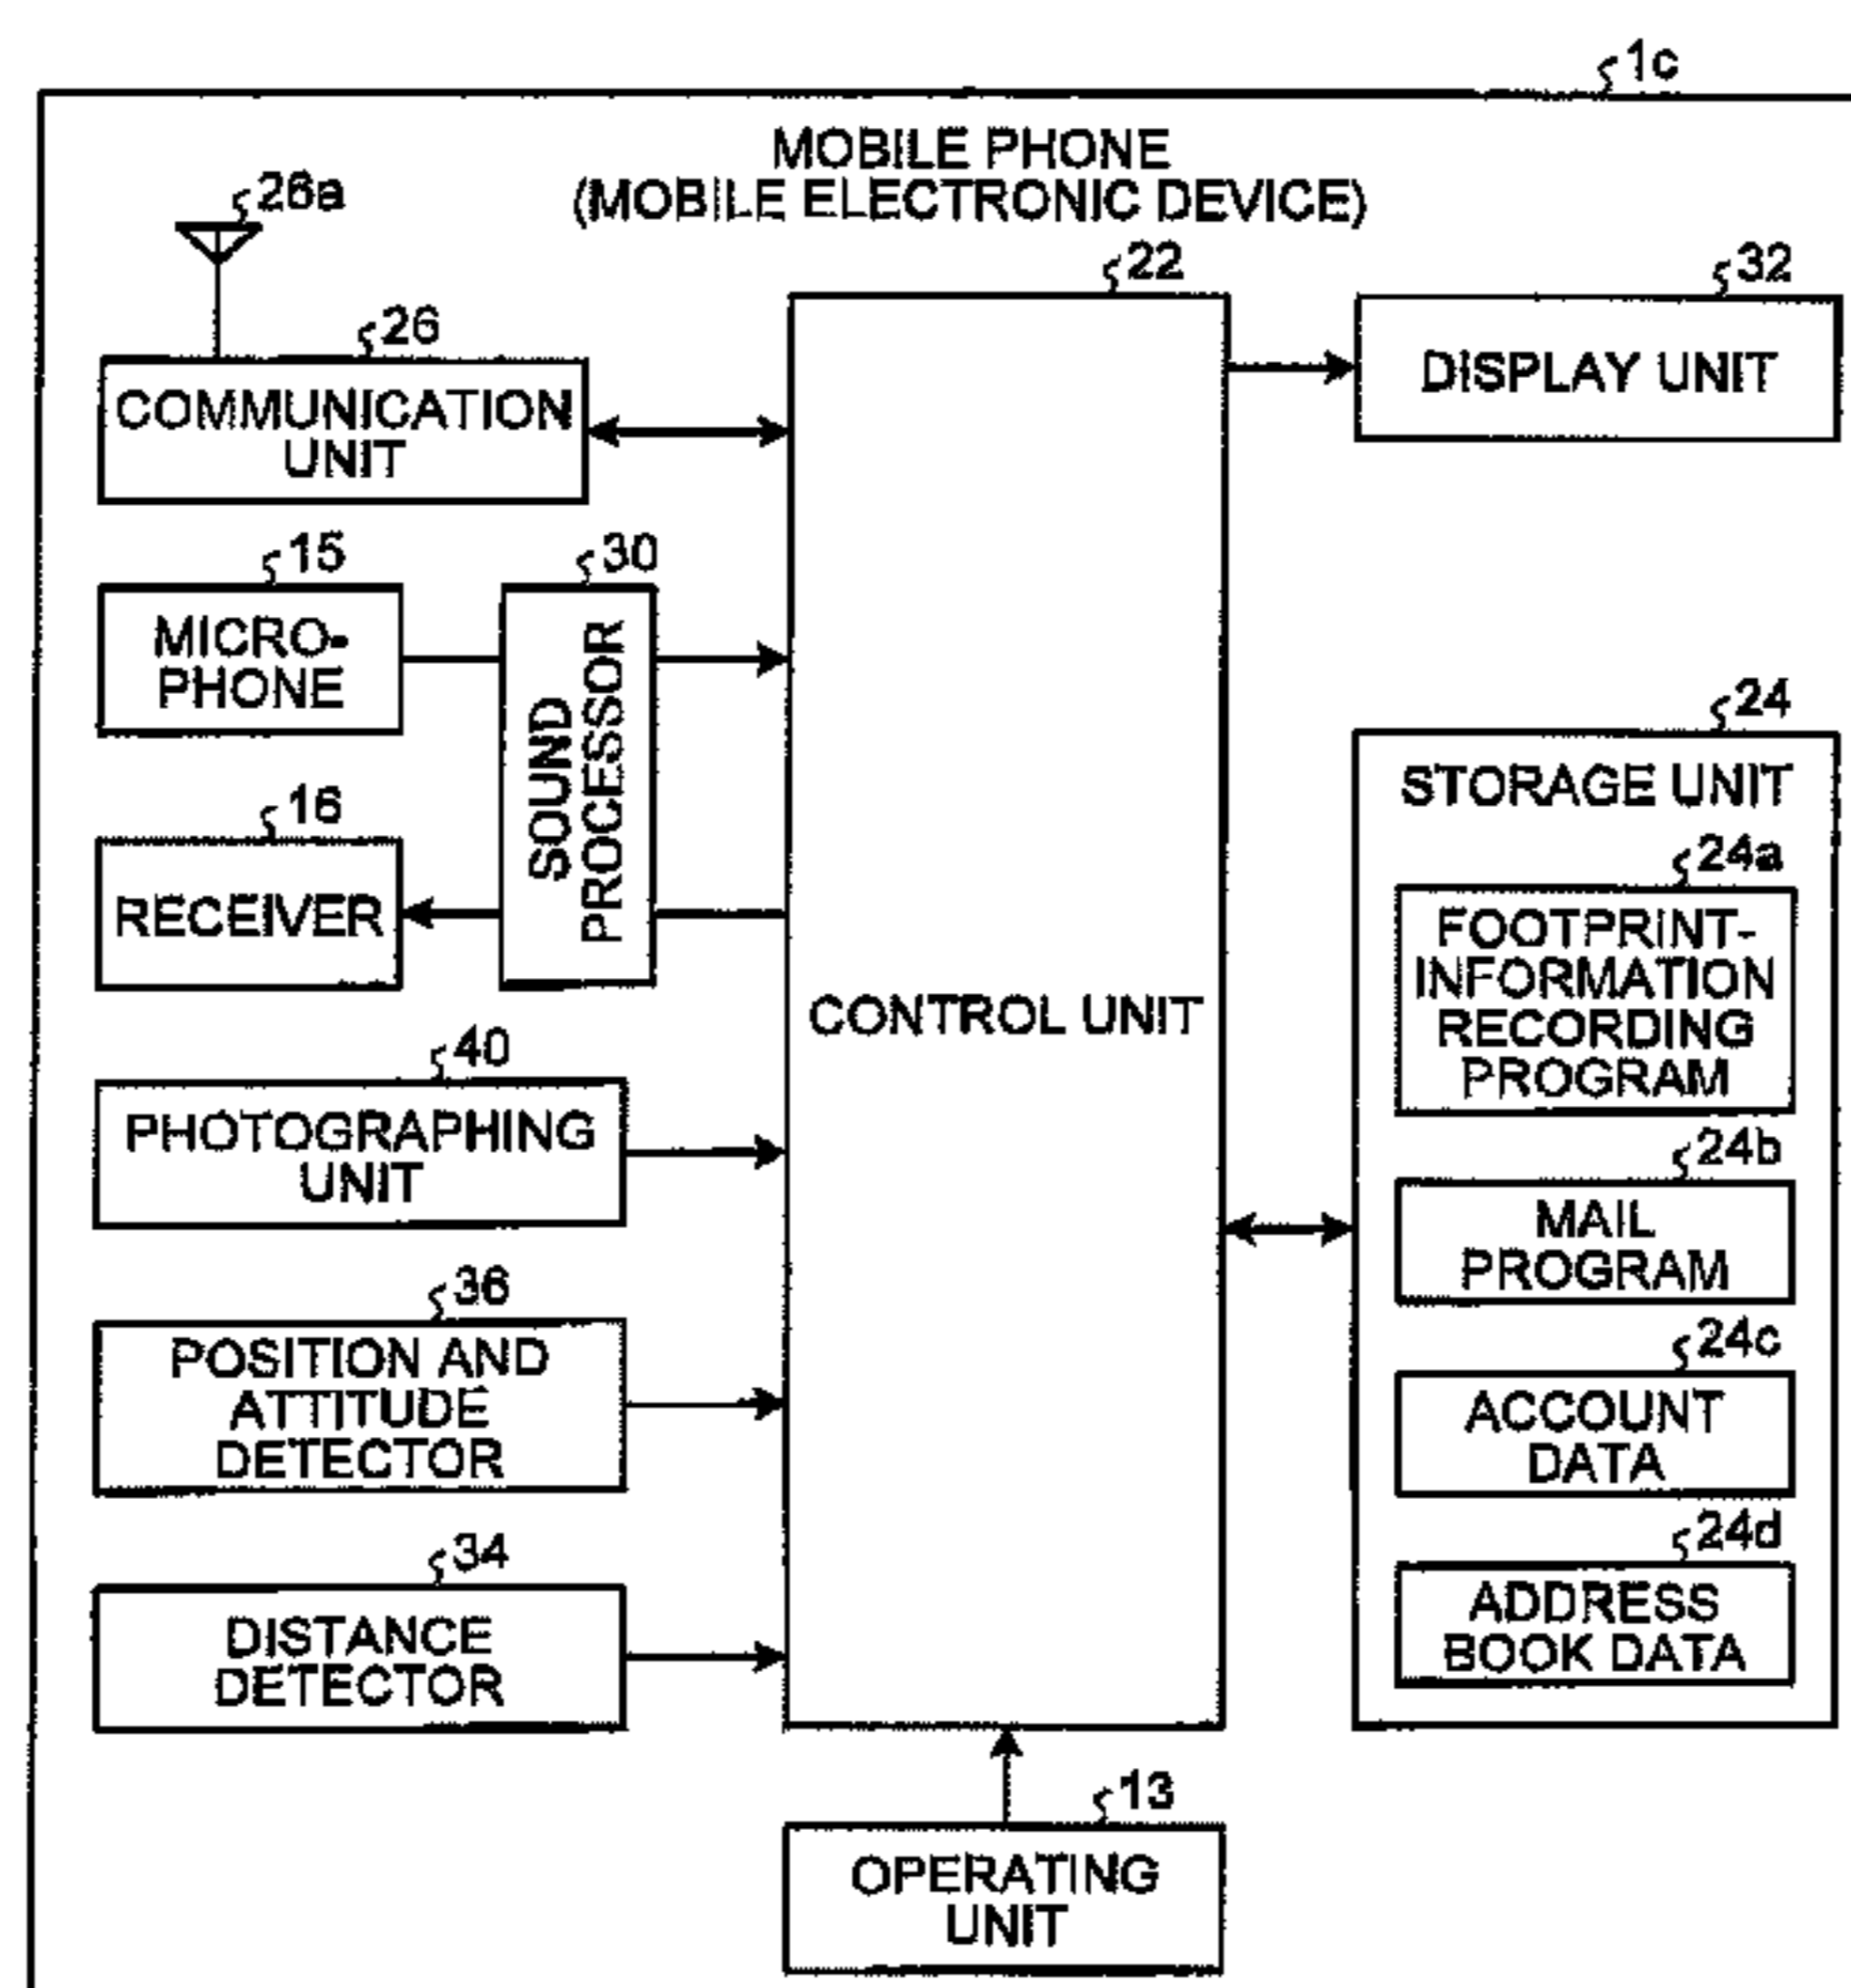 1c
MOBILE PHONE
(MOBILE ELECTRONIC DEVICE)
26a
22
32
26
DISPLAY UNIT
COMMUNICATION
UNIT
15
30
MICRO-
PHONE
SOUND
PROCESSOR
24
STORAGE UNIT
16
RECEIVER
24a
FOOTPRINT-
INFORMATION
RECORDING
PROGRAM
CONTROL UNIT
40
PHOTOGRAPHING
UNIT
24b
MAIL
PROGRAM
36
POSITION AND
ATTITUDE
DETECTOR
24c
ACCOUNT
DATA
34
DISTANCE
DETECTOR
24d
ADDRESS
BOOK DATA
13
OPERATING
UNIT